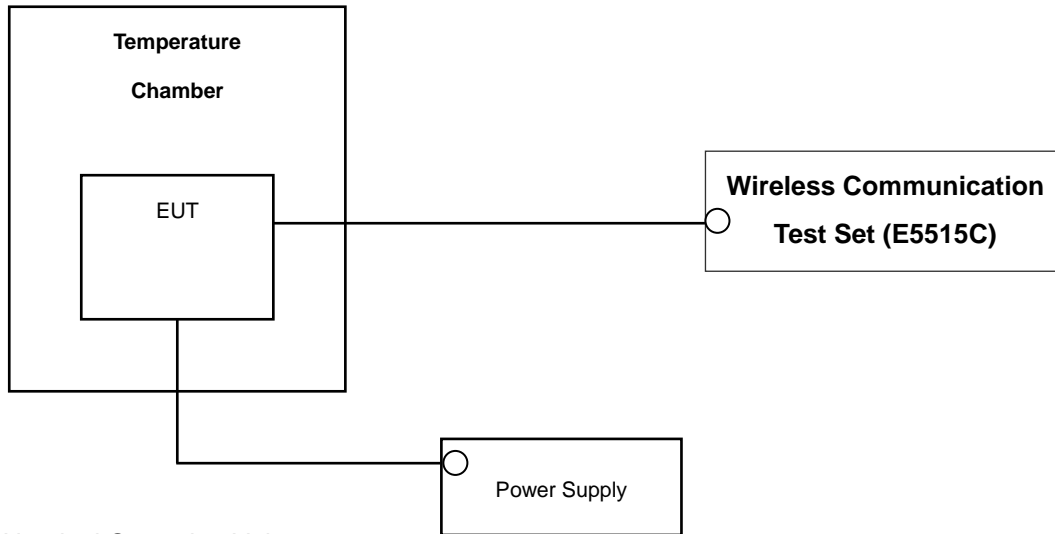 Temperature
Chamber
EUT
Wireless Communication
Test Set (E5515C)
Power Supply